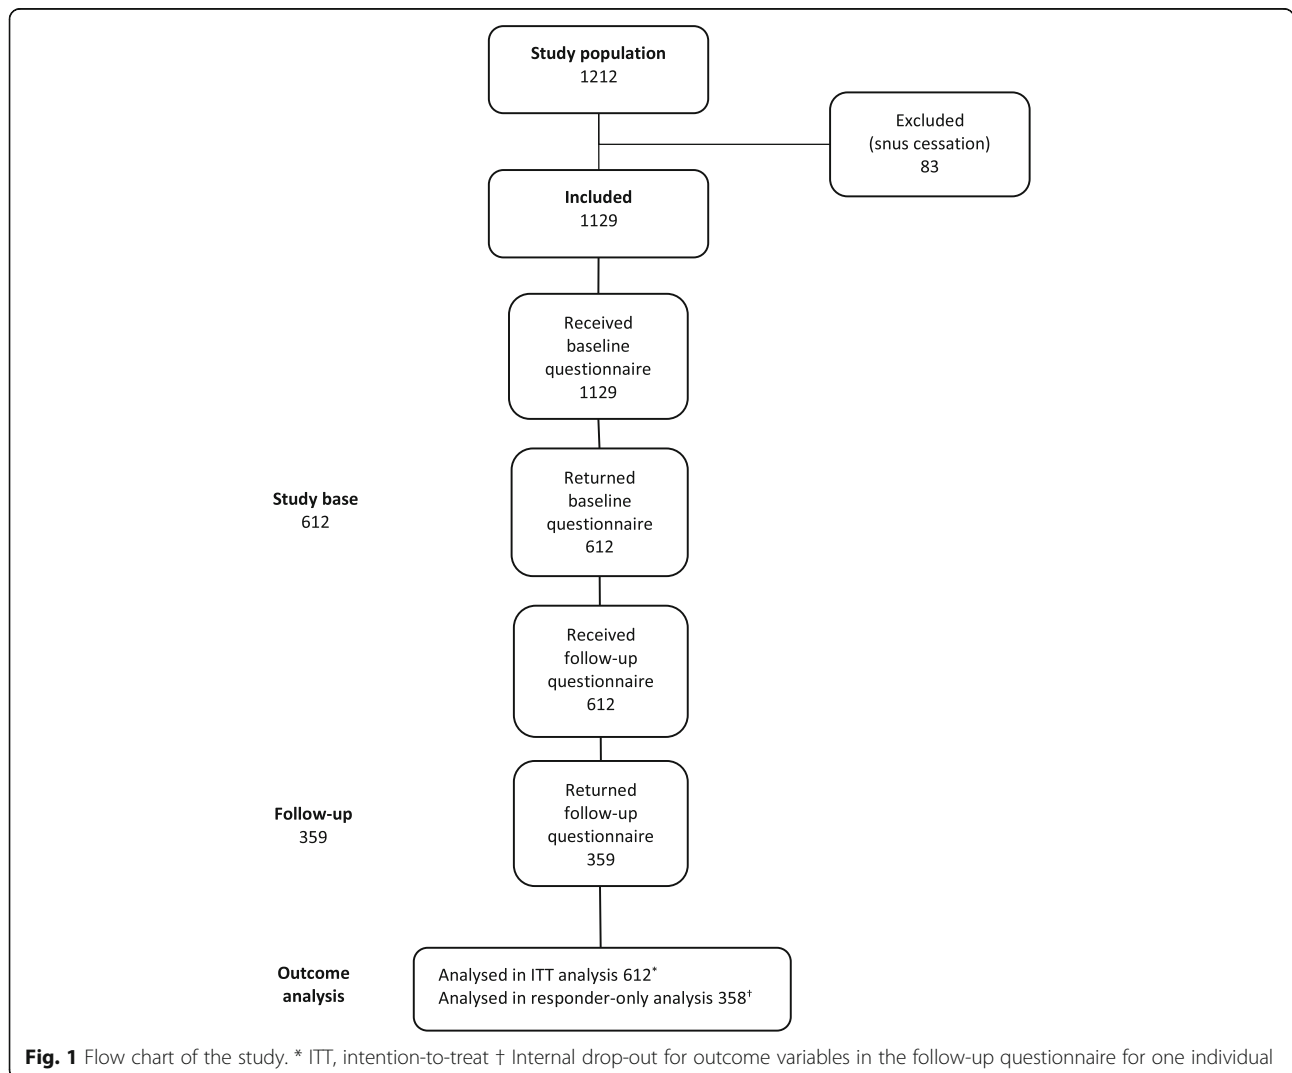 Study population
1212
Excluded
(snus cessation)
83
Included
1129
Received
baseline
questionnaire
1129
Returned
baseline
questionnaire
612
Study base
612
Received
follow-up
questionnaire
612
Returned
follow-up
questionnaire
359
Follow-up
359
Outcome
analysis
Analysed in ITT analysis 612*
Analysed in responder-only analysis 358†
Fig. 1 Flow chart of the study. * ITT, intention-to-treat † Internal drop-out for outcome variables in the follow-up questionnaire for one individual